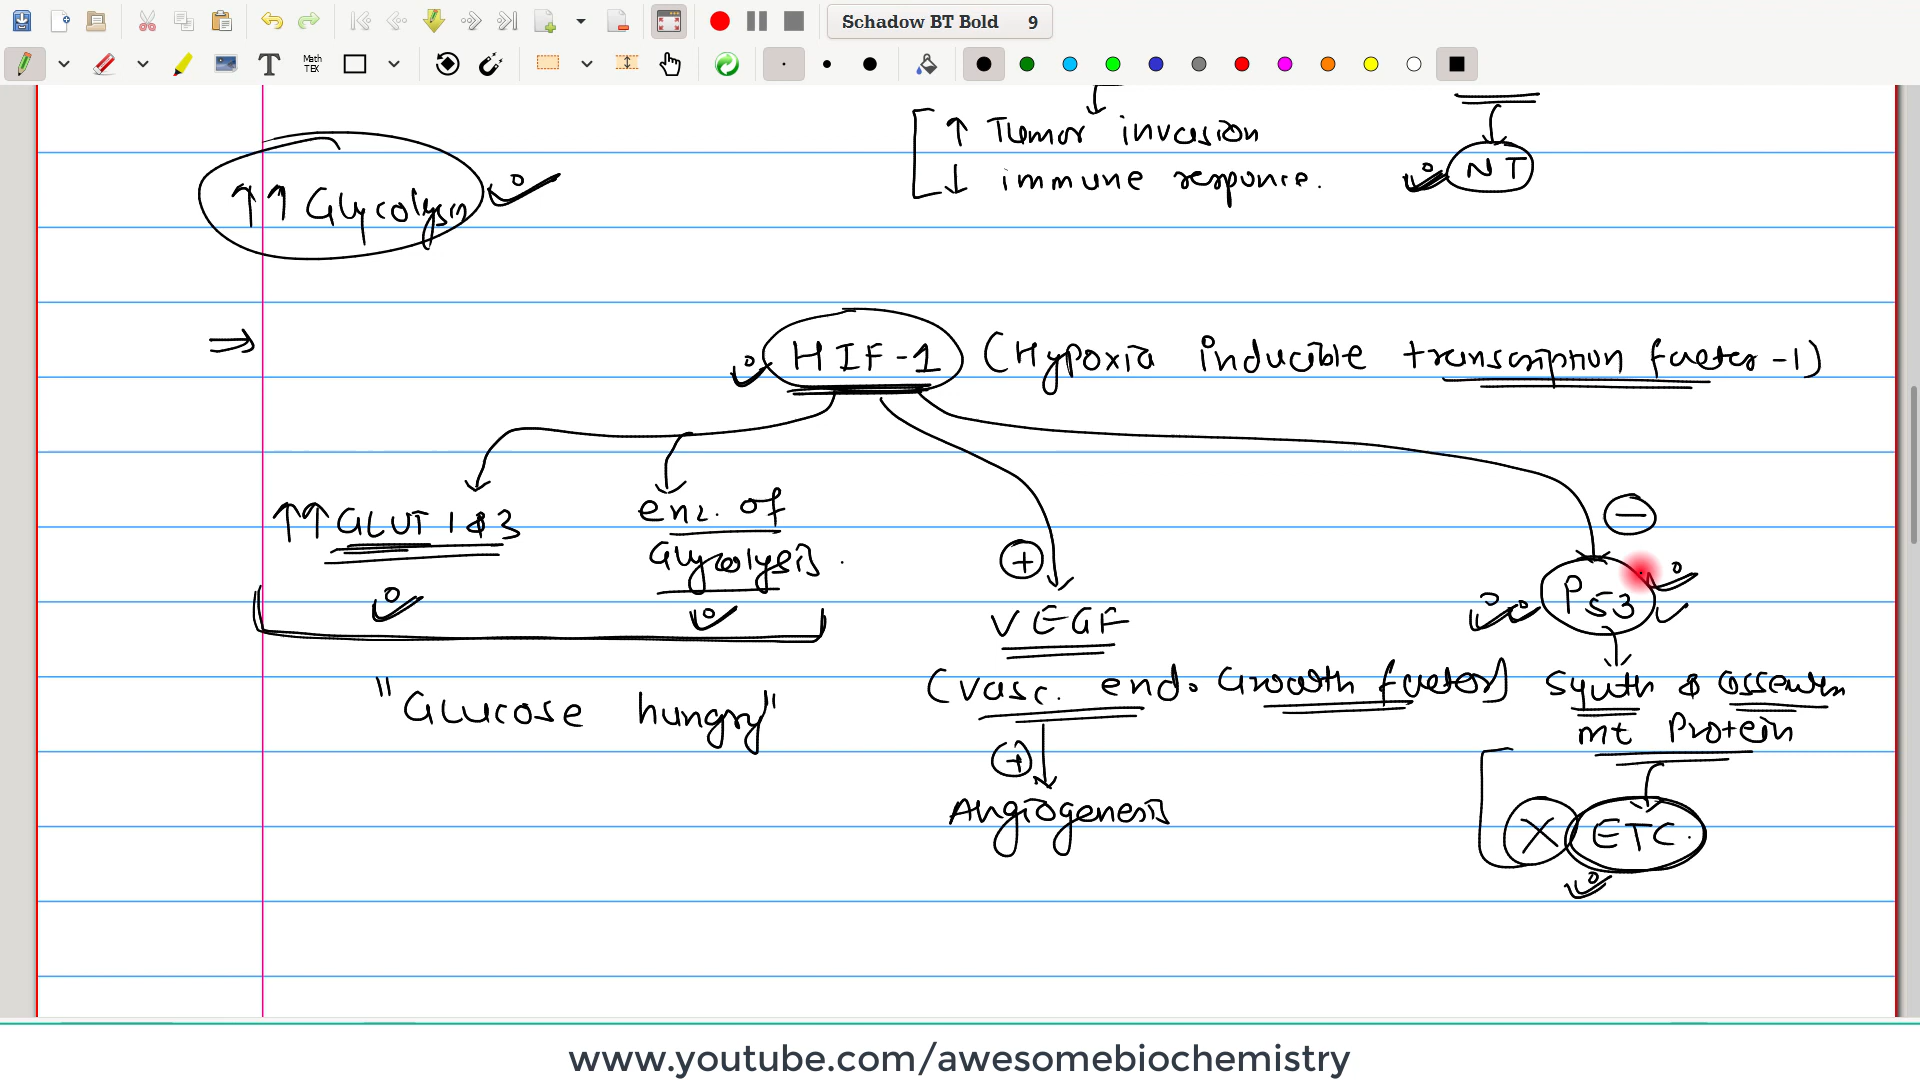 Schadow BT Bold 9
Math
TEX
↑ Tumor invasion
↓ immune response.
NT
↑↑ Glycolysis
⇒
HIF-1 (Hypoxia inducible transcription factor-1)
↑↑ GLUT 1 & 3
enz. of
Glycolysis.
+
VEGF
(vasc. end. Growth factor)
+
Angiogenesis
−
P53
Synth &
mt Protein
X ETC.
"Glucose hungry"
www.youtube.com/awesomebiochemistry